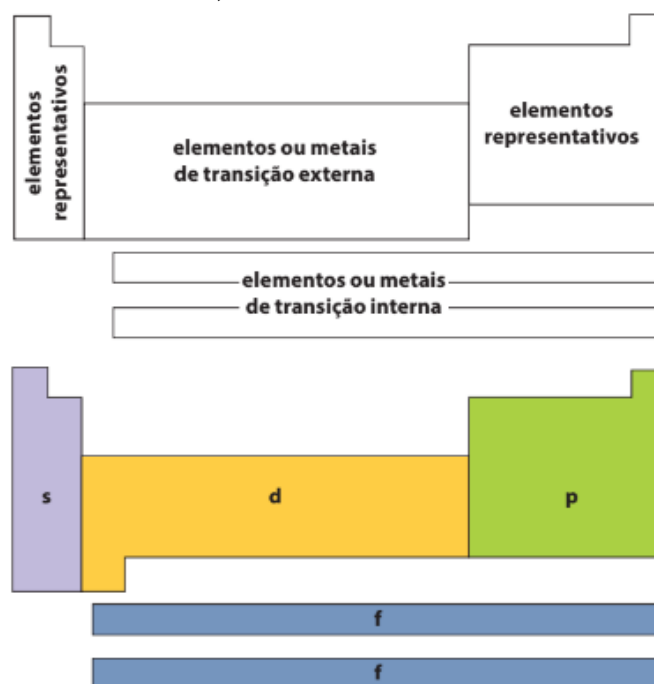 elementos
representativos
elementos ou metais
de transição externa
elementos
representativos
elementos ou metais
de transição interna
s
d
p
f
f